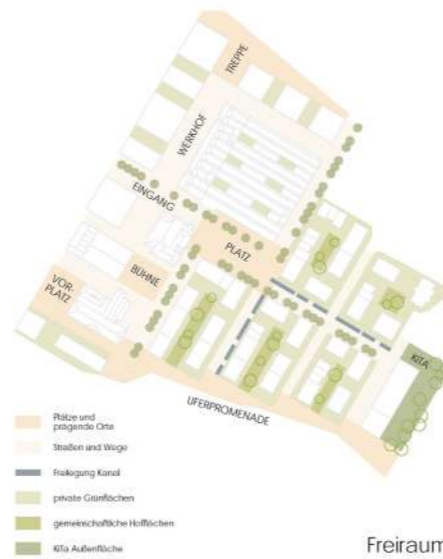 TREPPE
WERKHOF
EINGANG
PLATZ
BÜHNE
VOR-
PLATZ
KITA
UFERPROMENADE
Plätze und
prägende Orte
Straßen und Wege
Freilegung Kanal
private Grünflächen
gemeinschaftliche Hofflächen
KiTa Außenfläche
Freiraum